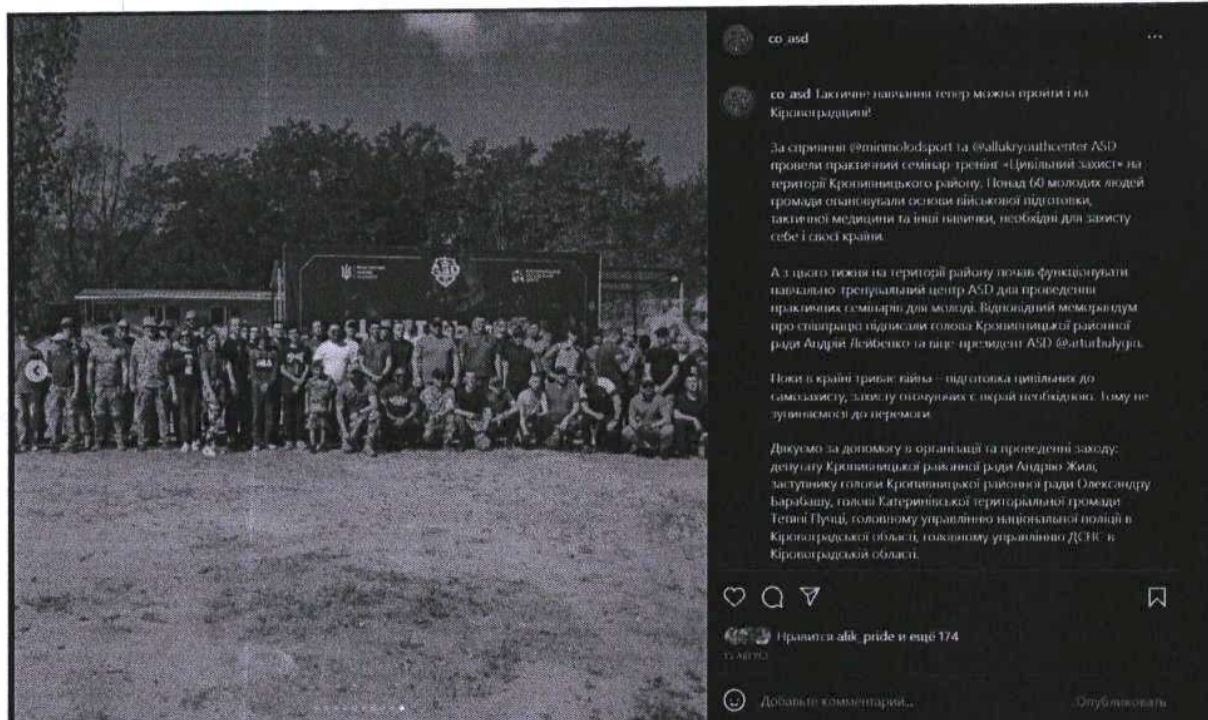 co_asd
co_asd Тактичне навчання тепер можна пройти і на
Кіровоградщині!
За сприяння @minmolodsport та @allukryouthcenter ASD
провели практичний семінар-тренінг «Цивільний захист» на
території Кропивницького району. Понад 60 молодих людей
громади опановували основи військової підготовки,
тактичної медицини та інші навички, необхідні для захисту
себе і своєї країни.
А з цього тижня на території району почав функціонувати
навчально-тренувальний центр ASD для проведення
практичних семінарів для молоді. Відповідний меморандум
про співпрацю підписали голова Кропивницької районної
ради Андрій Лейбенко та віце-президент ASD @arturbulygin.
Поки в країні триває війна – підготовка цивільних до
самозахисту, захисту оточуючих є вкрай необхідною. Тому не
зупиняємося до перемоги.
Дякуємо за допомогу в організації та проведенні заходу:
депутату Кропивницької районної ради Андрію Жилі,
заступнику голови Кропивницької районної ради Олександру
Барабашу, голові Катеринівської територіальної громади
Тетяні Пучці, головному управлінню національної поліції в
Кіровоградської області, головному управлінню ДСНС в
Кіровоградській області.
Нравится alik_pride и ещё 174
АВГУСТ
Добавьте комментарий...
Опубликовать
ASD